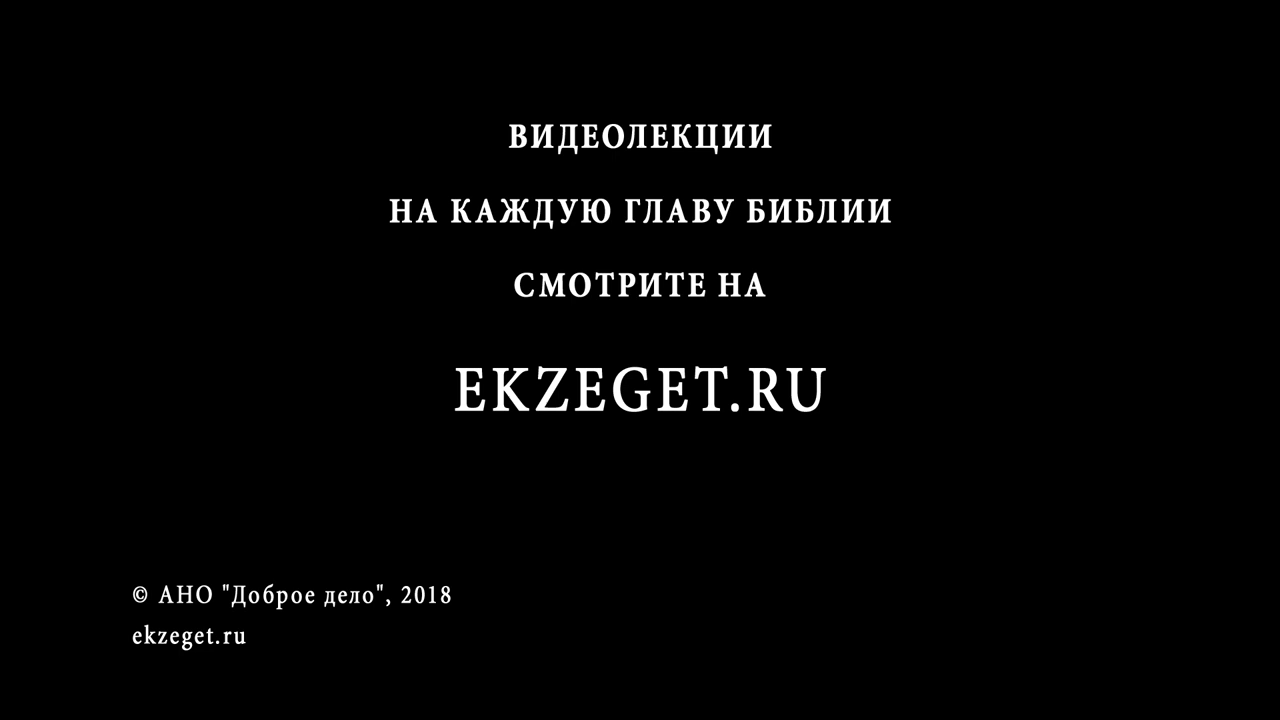 ВИДЕОЛЕКЦИИ
НА КАЖДУЮ ГЛАВУ БИБЛИИ
СМОТРИТЕ НА
EKZEGET.RU
© АНО "Доброе дело", 2018
ekzeget.ru